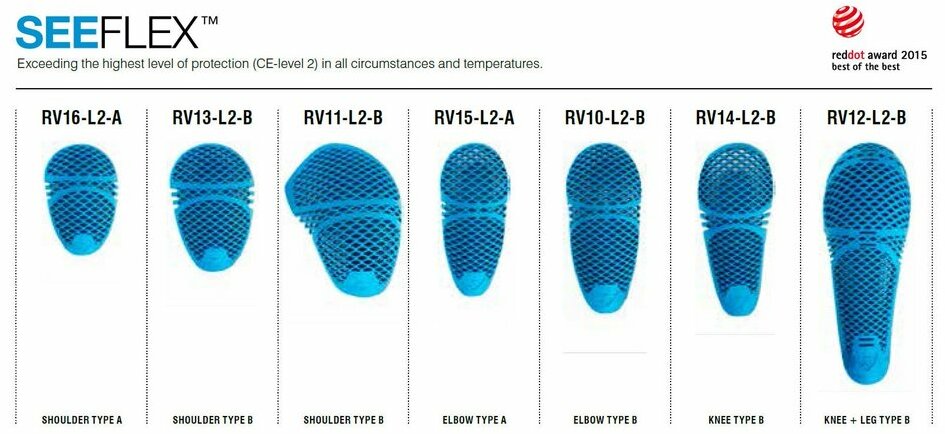 SEEFLEX™
Exceeding the highest level of protection (CE-level 2) in all circumstances and temperatures.
reddot award 2015
best of the best
RV16-L2-A
RV13-L2-B
RV11-L2-B
RV15-L2-A
RV10-L2-B
RV14-L2-B
RV12-L2-B
SHOULDER TYPE A
SHOULDER TYPE B
SHOULDER TYPE B
ELBOW TYPE A
ELBOW TYPE B
KNEE TYPE B
KNEE + LEG TYPE B